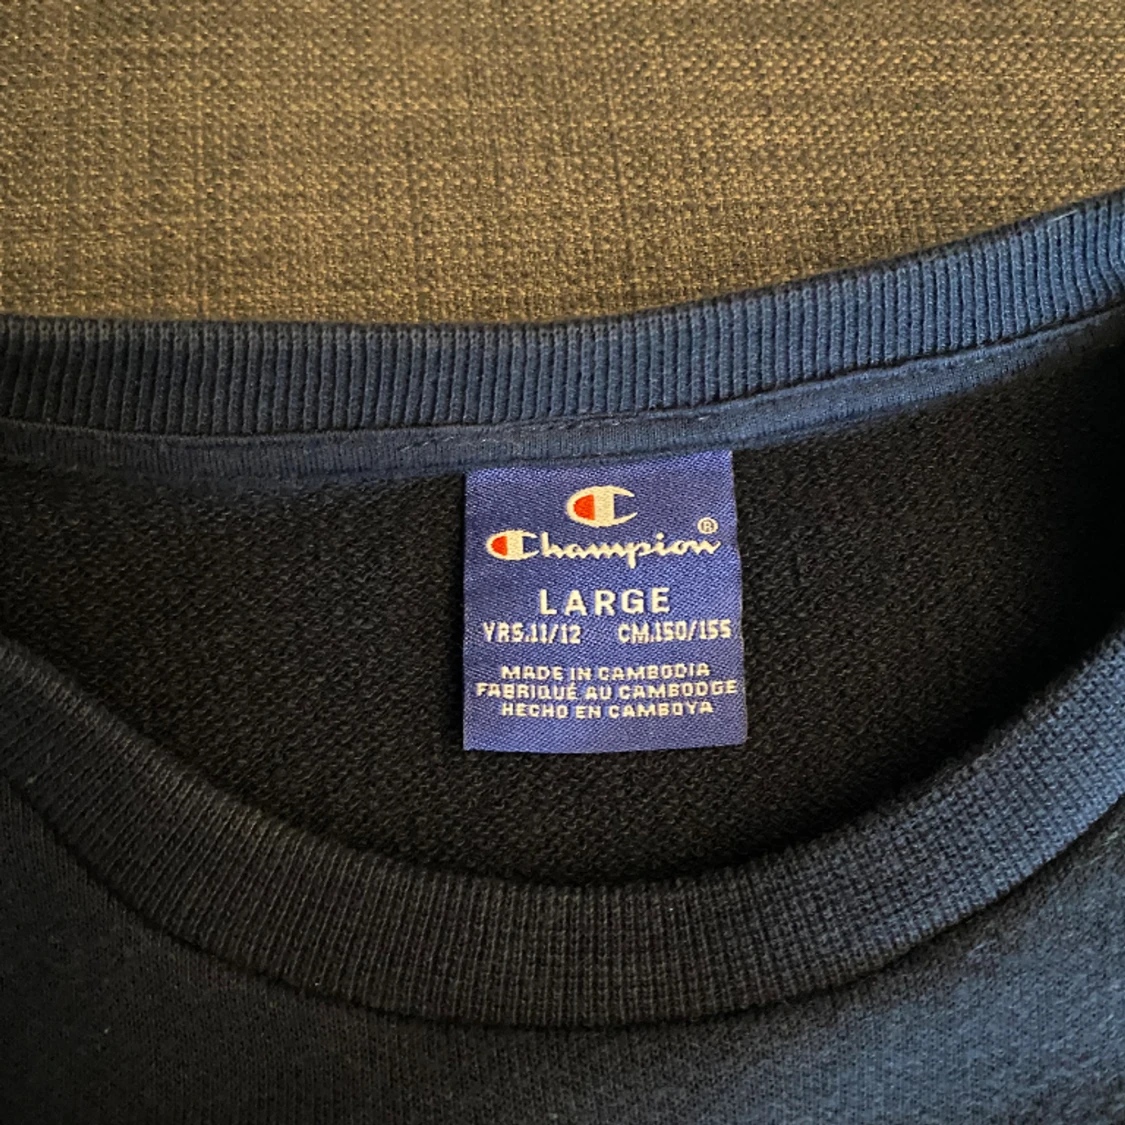 C
Champion®
LARGE
YRS.11/12 CM.150/155
MADE IN CAMBODIA
FABRIQUÉ AU CAMBODGE
HECHO EN CAMBOYA